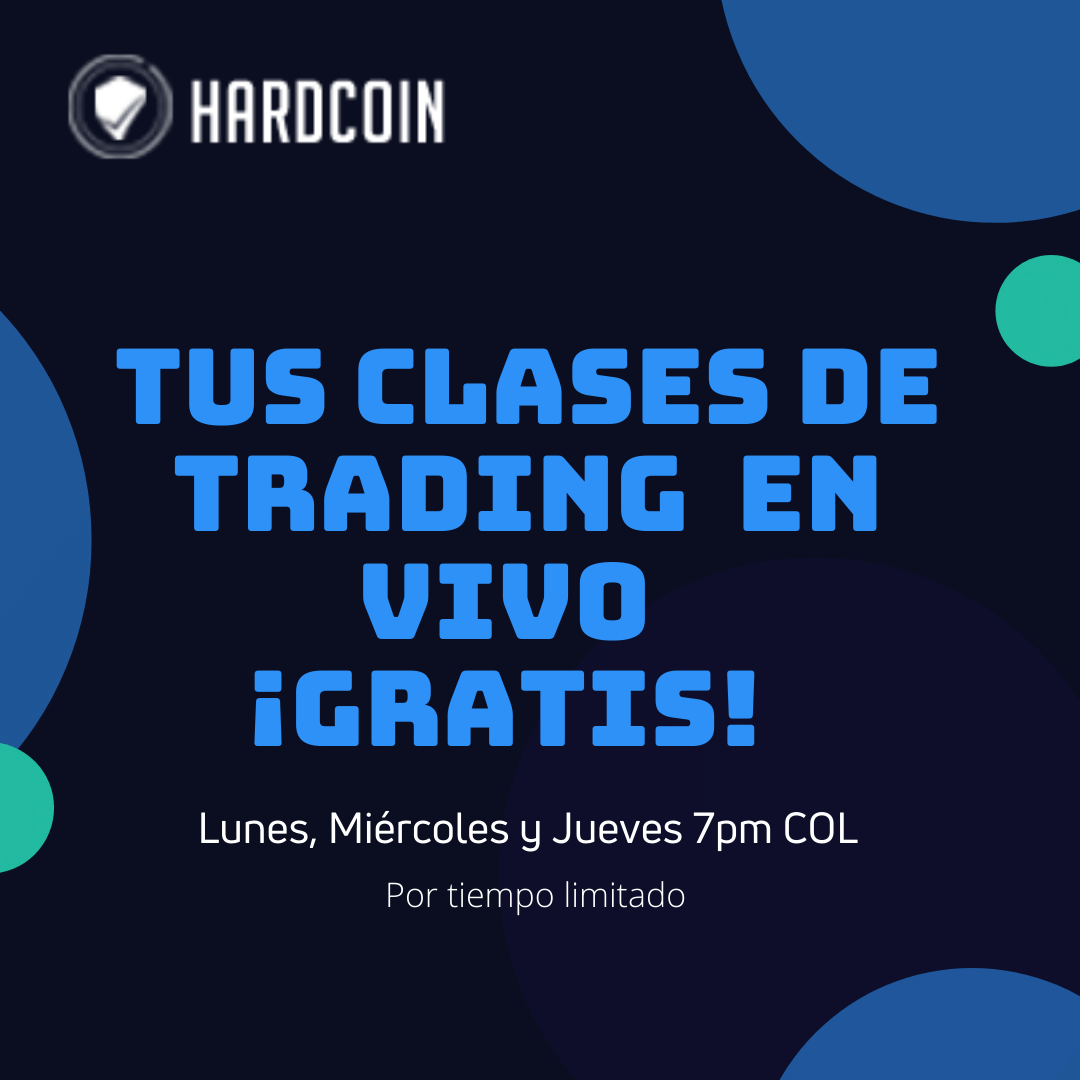 HARDCOIN
TUS CLASES DE
TRADING EN
VIVO
¡GRATIS!
Lunes, Miércoles y Jueves 7pm COL
Por tiempo limitado